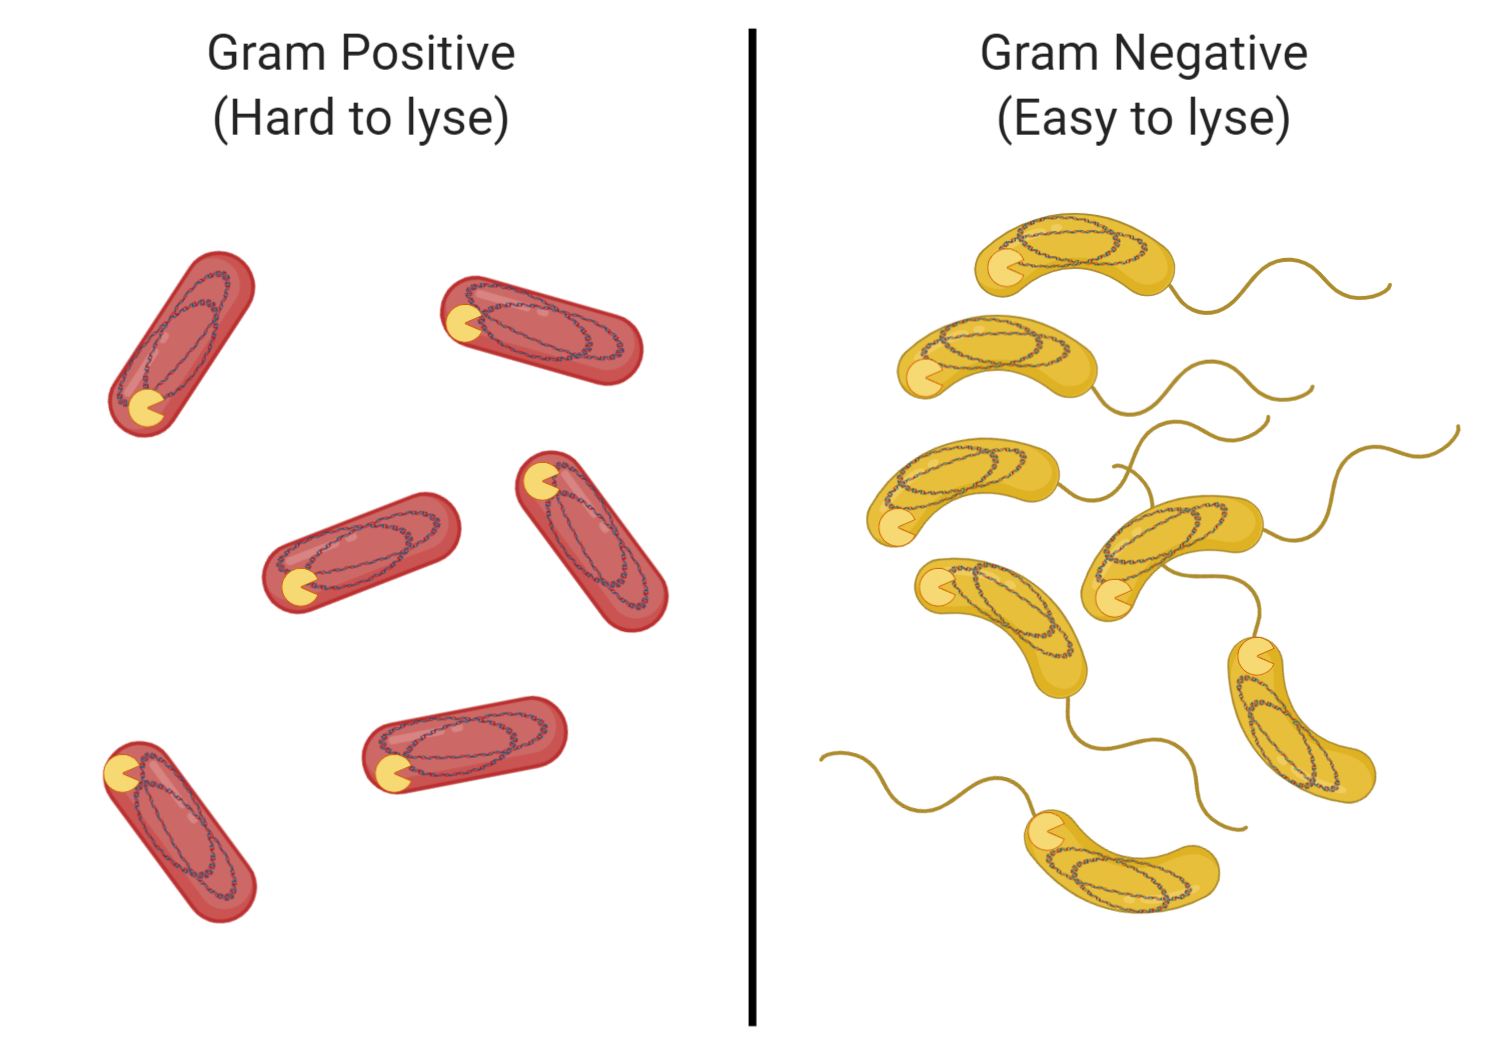 Gram Positive
(Hard to lyse)
Gram Negative
(Easy to lyse)